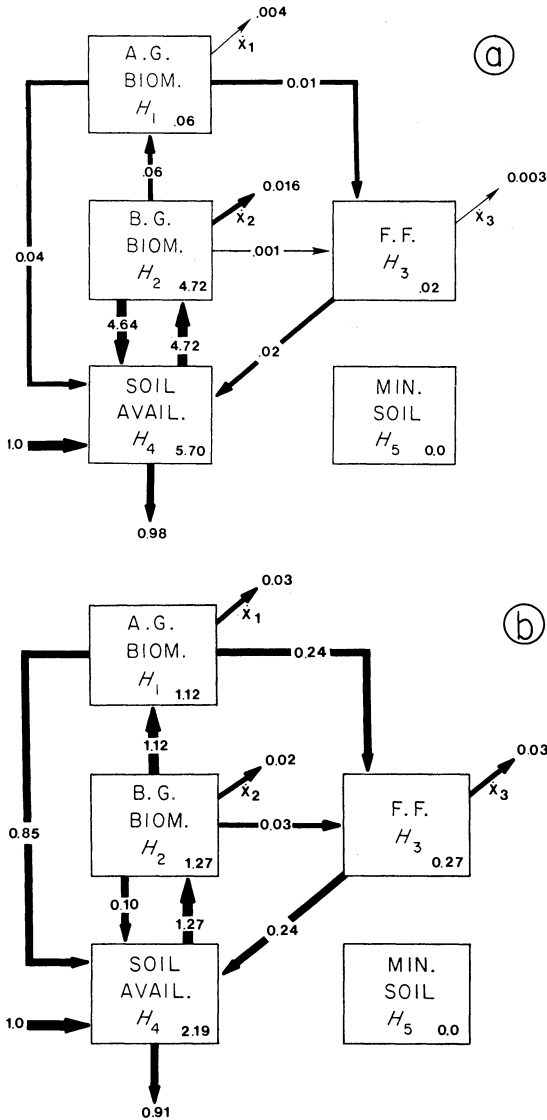 a
.004
Ẋ1
A.G.
BIOM.
H1
.06
0.01
.06
0.016
Ẋ2
0.003
Ẋ3
B.G.
BIOM.
H2
4.72
.001
F.F.
H3
.02
0.04
4.64
4.72
.02
SOIL
AVAIL.
H4
5.70
MIN.
SOIL
H5
0.0
1.0
0.98
b
0.03
Ẋ1
A.G.
BIOM.
H1
1.12
0.24
1.12
0.02
Ẋ2
0.03
Ẋ3
B.G.
BIOM.
H2
1.27
0.03
F.F.
H3
0.27
0.85
0.10
1.27
0.24
SOIL
AVAIL.
H4
2.19
MIN.
SOIL
H5
0.0
1.0
0.91